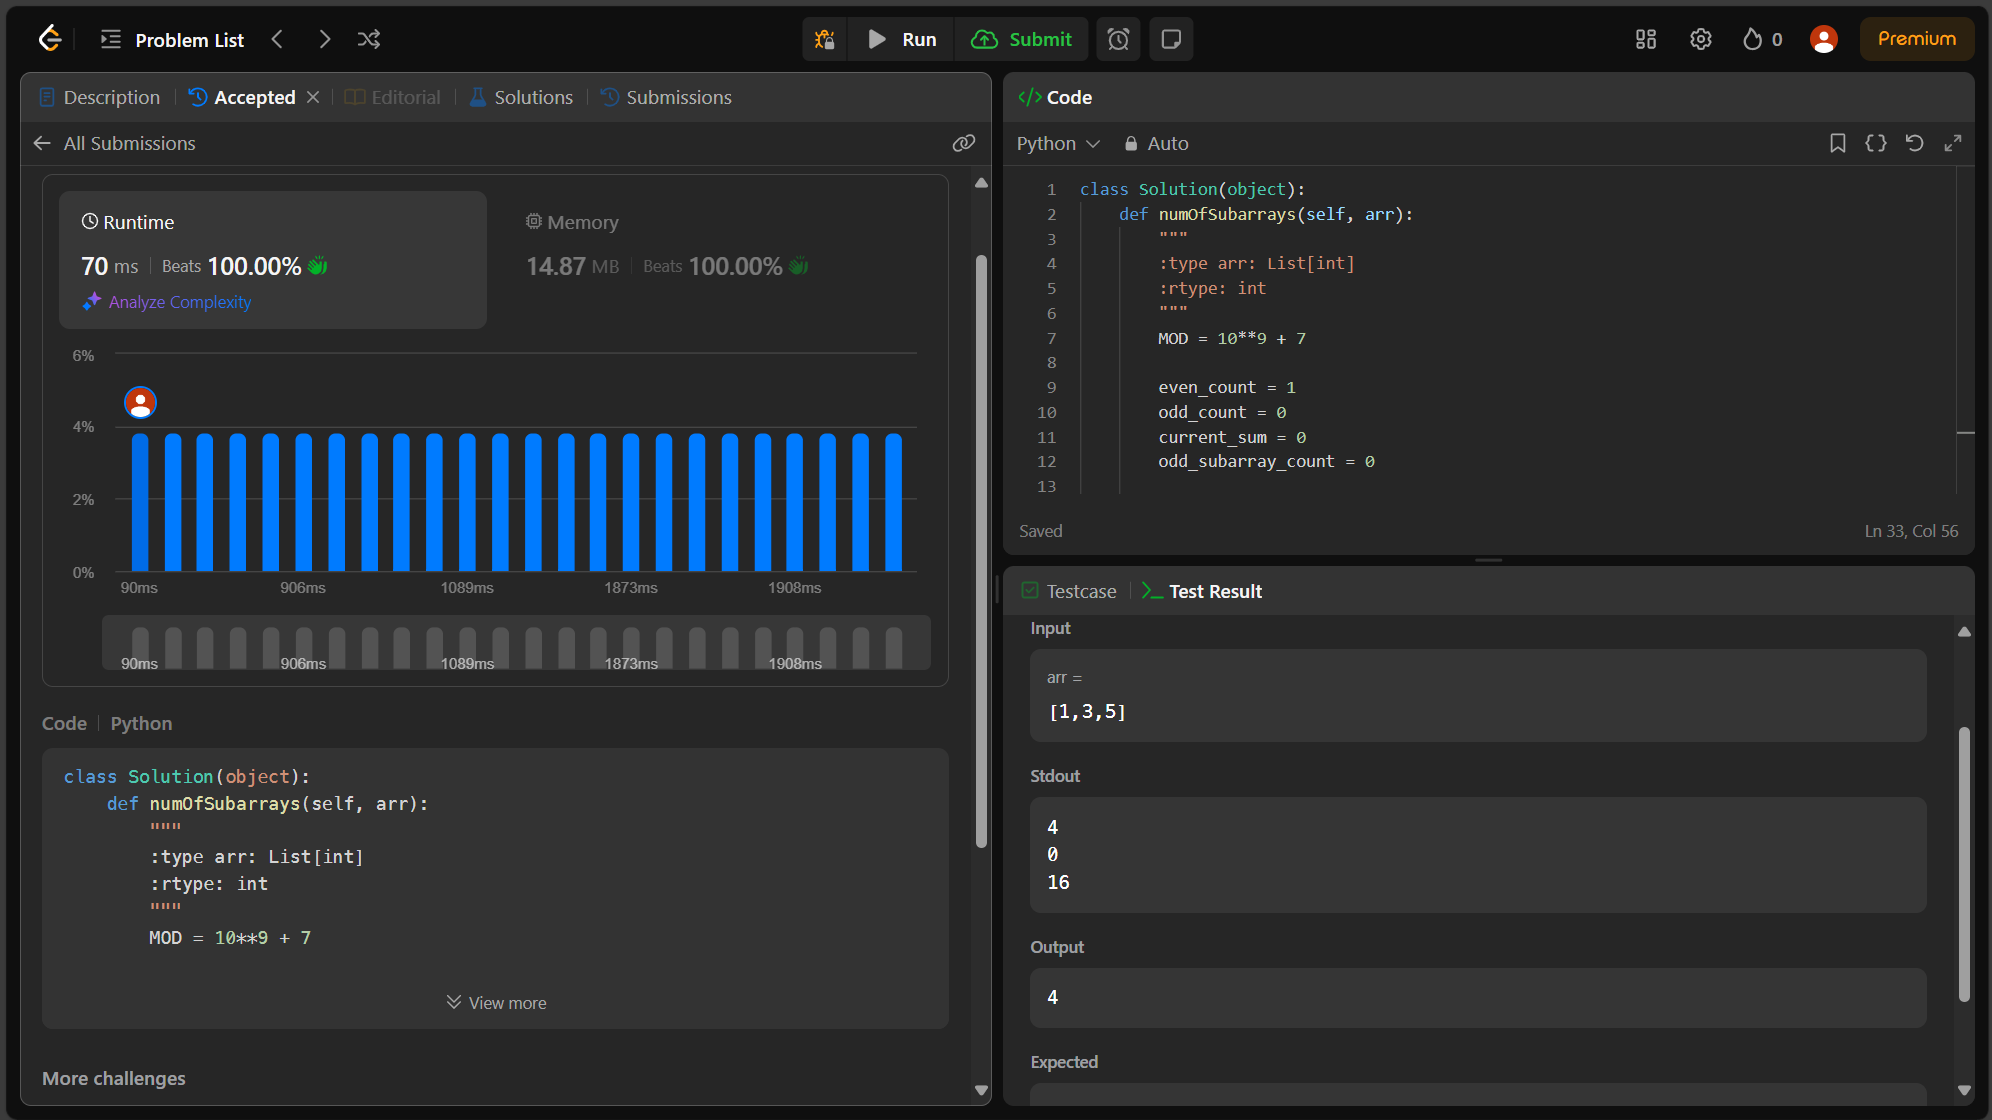 Problem List
Run
Submit
0
Premium
Description
Accepted
Editorial
Solutions
Submissions
All Submissions
Runtime
70 ms
Beats 100.00%
Analyze Complexity
Memory
14.87 MB
Beats 100.00%
6%
4%
2%
0%
90ms 906ms 1089ms 1873ms 1908ms
90ms 906ms 1089ms 1873ms 1908ms
Code
Python
class Solution(object):
def numOfSubarrays(self, arr):
"""
:type arr: List[int]
:rtype: int
"""
MOD = 10**9 + 7
View more
More challenges
</> Code
Python
Auto
1 class Solution(object):
2 def numOfSubarrays(self, arr):
3 """
4 :type arr: List[int]
5 :rtype: int
6 """
7 MOD = 10**9 + 7
8
9 even_count = 1
10 odd_count = 0
11 current_sum = 0
12 odd_subarray_count = 0
13
Saved
Ln 33, Col 56
Testcase
Test Result
Input
arr =
[1,3,5]
Stdout
4
0
16
Output
4
Expected